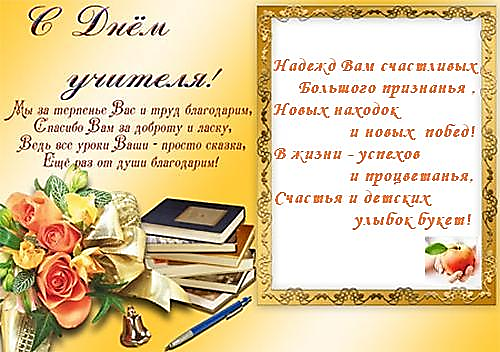 С Днём
учителя!
Мы за терпенье Вас и труд благодарим,
Спасибо Вам за доброту и ласку,
Ведь все уроки Ваши - просто сказка,
Ещё раз от души благодарим!
Надежд Вам счастливых ,
Большого признанья ,
Новых находок
и новых побед!
В жизни - успехов
и процветанья,
Счастья и детских
улыбок букет!